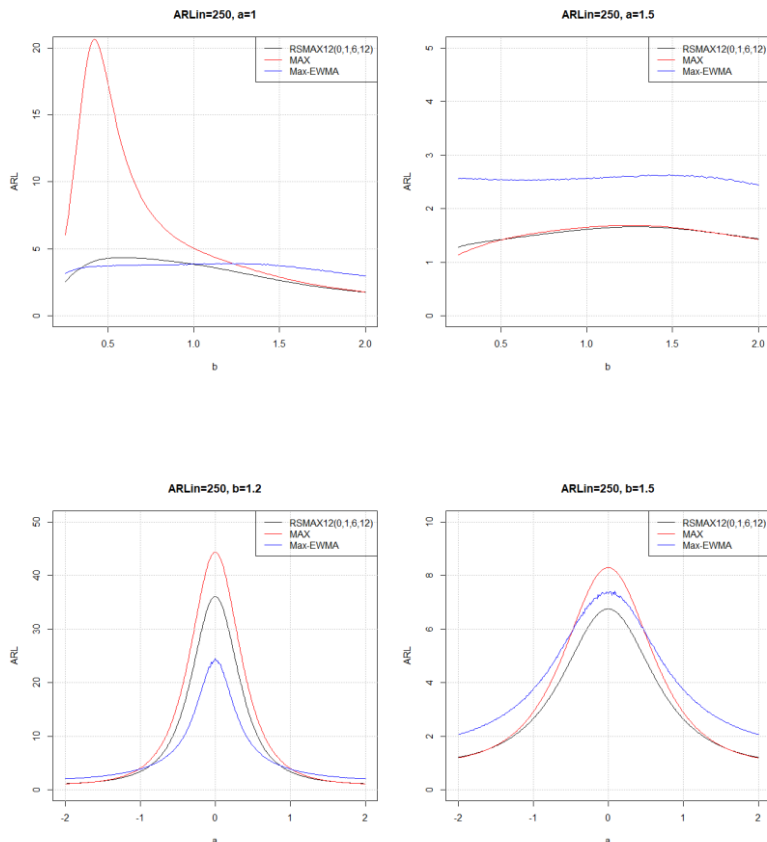 ARLin=250, a=1
RSMAX12(0,1,6,12)
MAX
Max-EWMA
ARL
0
5
10
15
20
0.5
1.0
1.5
2.0
b
ARLin=250, a=1.5
RSMAX12(0,1,6,12)
MAX
Max-EWMA
ARL
0
1
2
3
4
5
0.5
1.0
1.5
2.0
b
ARLin=250, b=1.2
RSMAX12(0,1,6,12)
MAX
Max-EWMA
ARL
0
10
20
30
40
50
-2
-1
0
1
2
a
ARLin=250, b=1.5
RSMAX12(0,1,6,12)
MAX
Max-EWMA
ARL
0
2
4
6
8
10
-2
-1
0
1
2
a